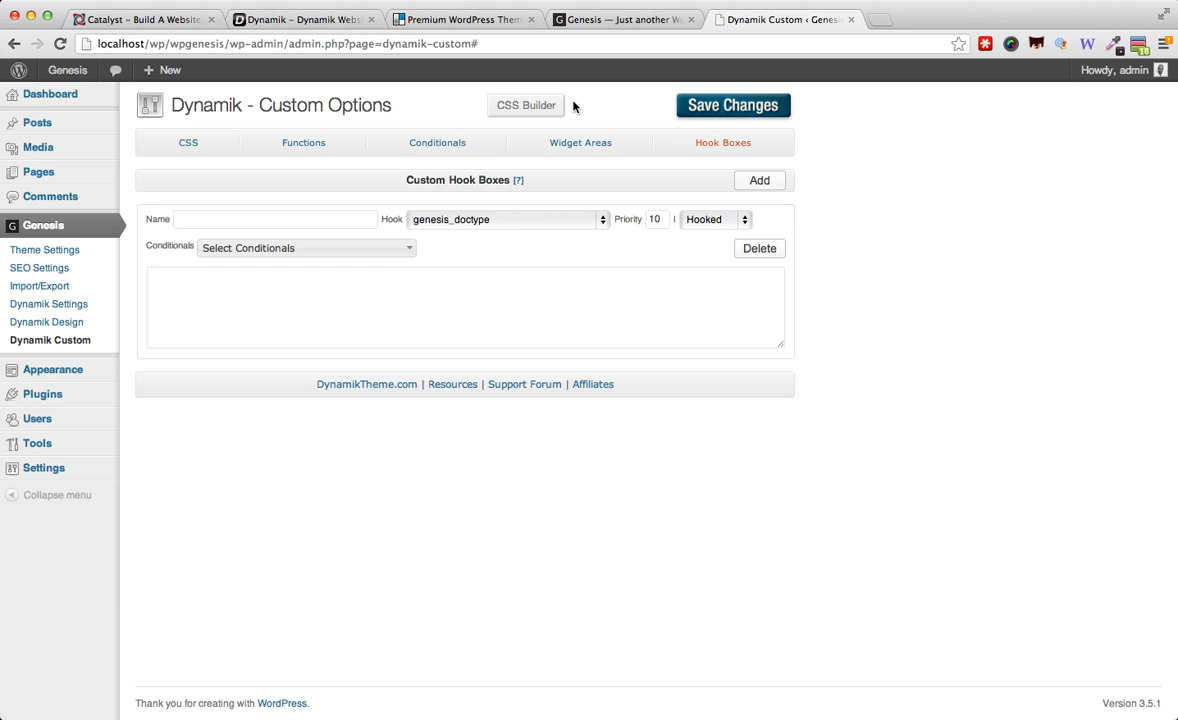 Catalyst – Build A Website,
Dynamik – Dynamik Webs
Premium WordPress Them
Genesis — Just another W
Dynamik Custom ‹ Genes
localhost/wp/wpgenesis/wp-admin/admin.php?page=dynamik-custom#
Genesis
New
Howdy, admin
Dashboard
Posts
Media
Pages
Comments
Genesis
Theme Settings
SEO Settings
Import/Export
Dynamik Settings
Dynamik Design
Dynamik Custom
Appearance
Plugins
Users
Tools
Settings
Collapse menu
Dynamik - Custom Options
CSS Builder
Save Changes
CSS
Functions
Conditionals
Widget Areas
Hook Boxes
Custom Hook Boxes [?]
Add
Name
Hook genesis_doctype
Priority 10 | Hooked
Conditionals Select Conditionals
Delete
DynamikTheme.com | Resources | Support Forum | Affiliates
Thank you for creating with WordPress.
Version 3.5.1